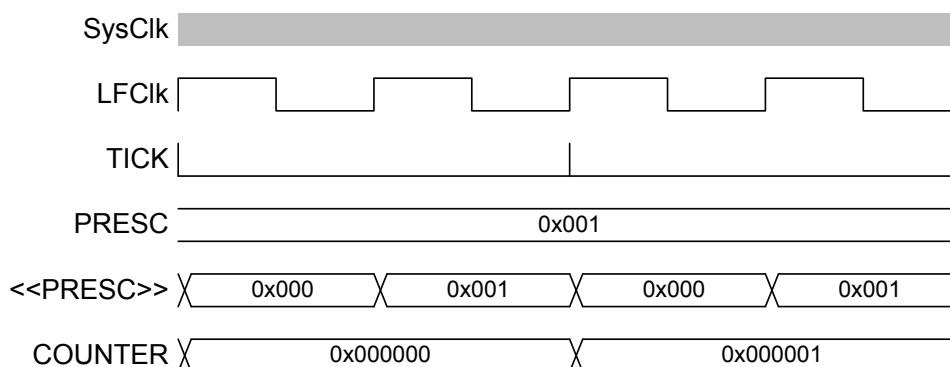 SysClk
LFClk
TICK
PRESC 0x001
<<PRESC>> 0x000 0x001 0x000 0x001
COUNTER 0x000000 0x000001